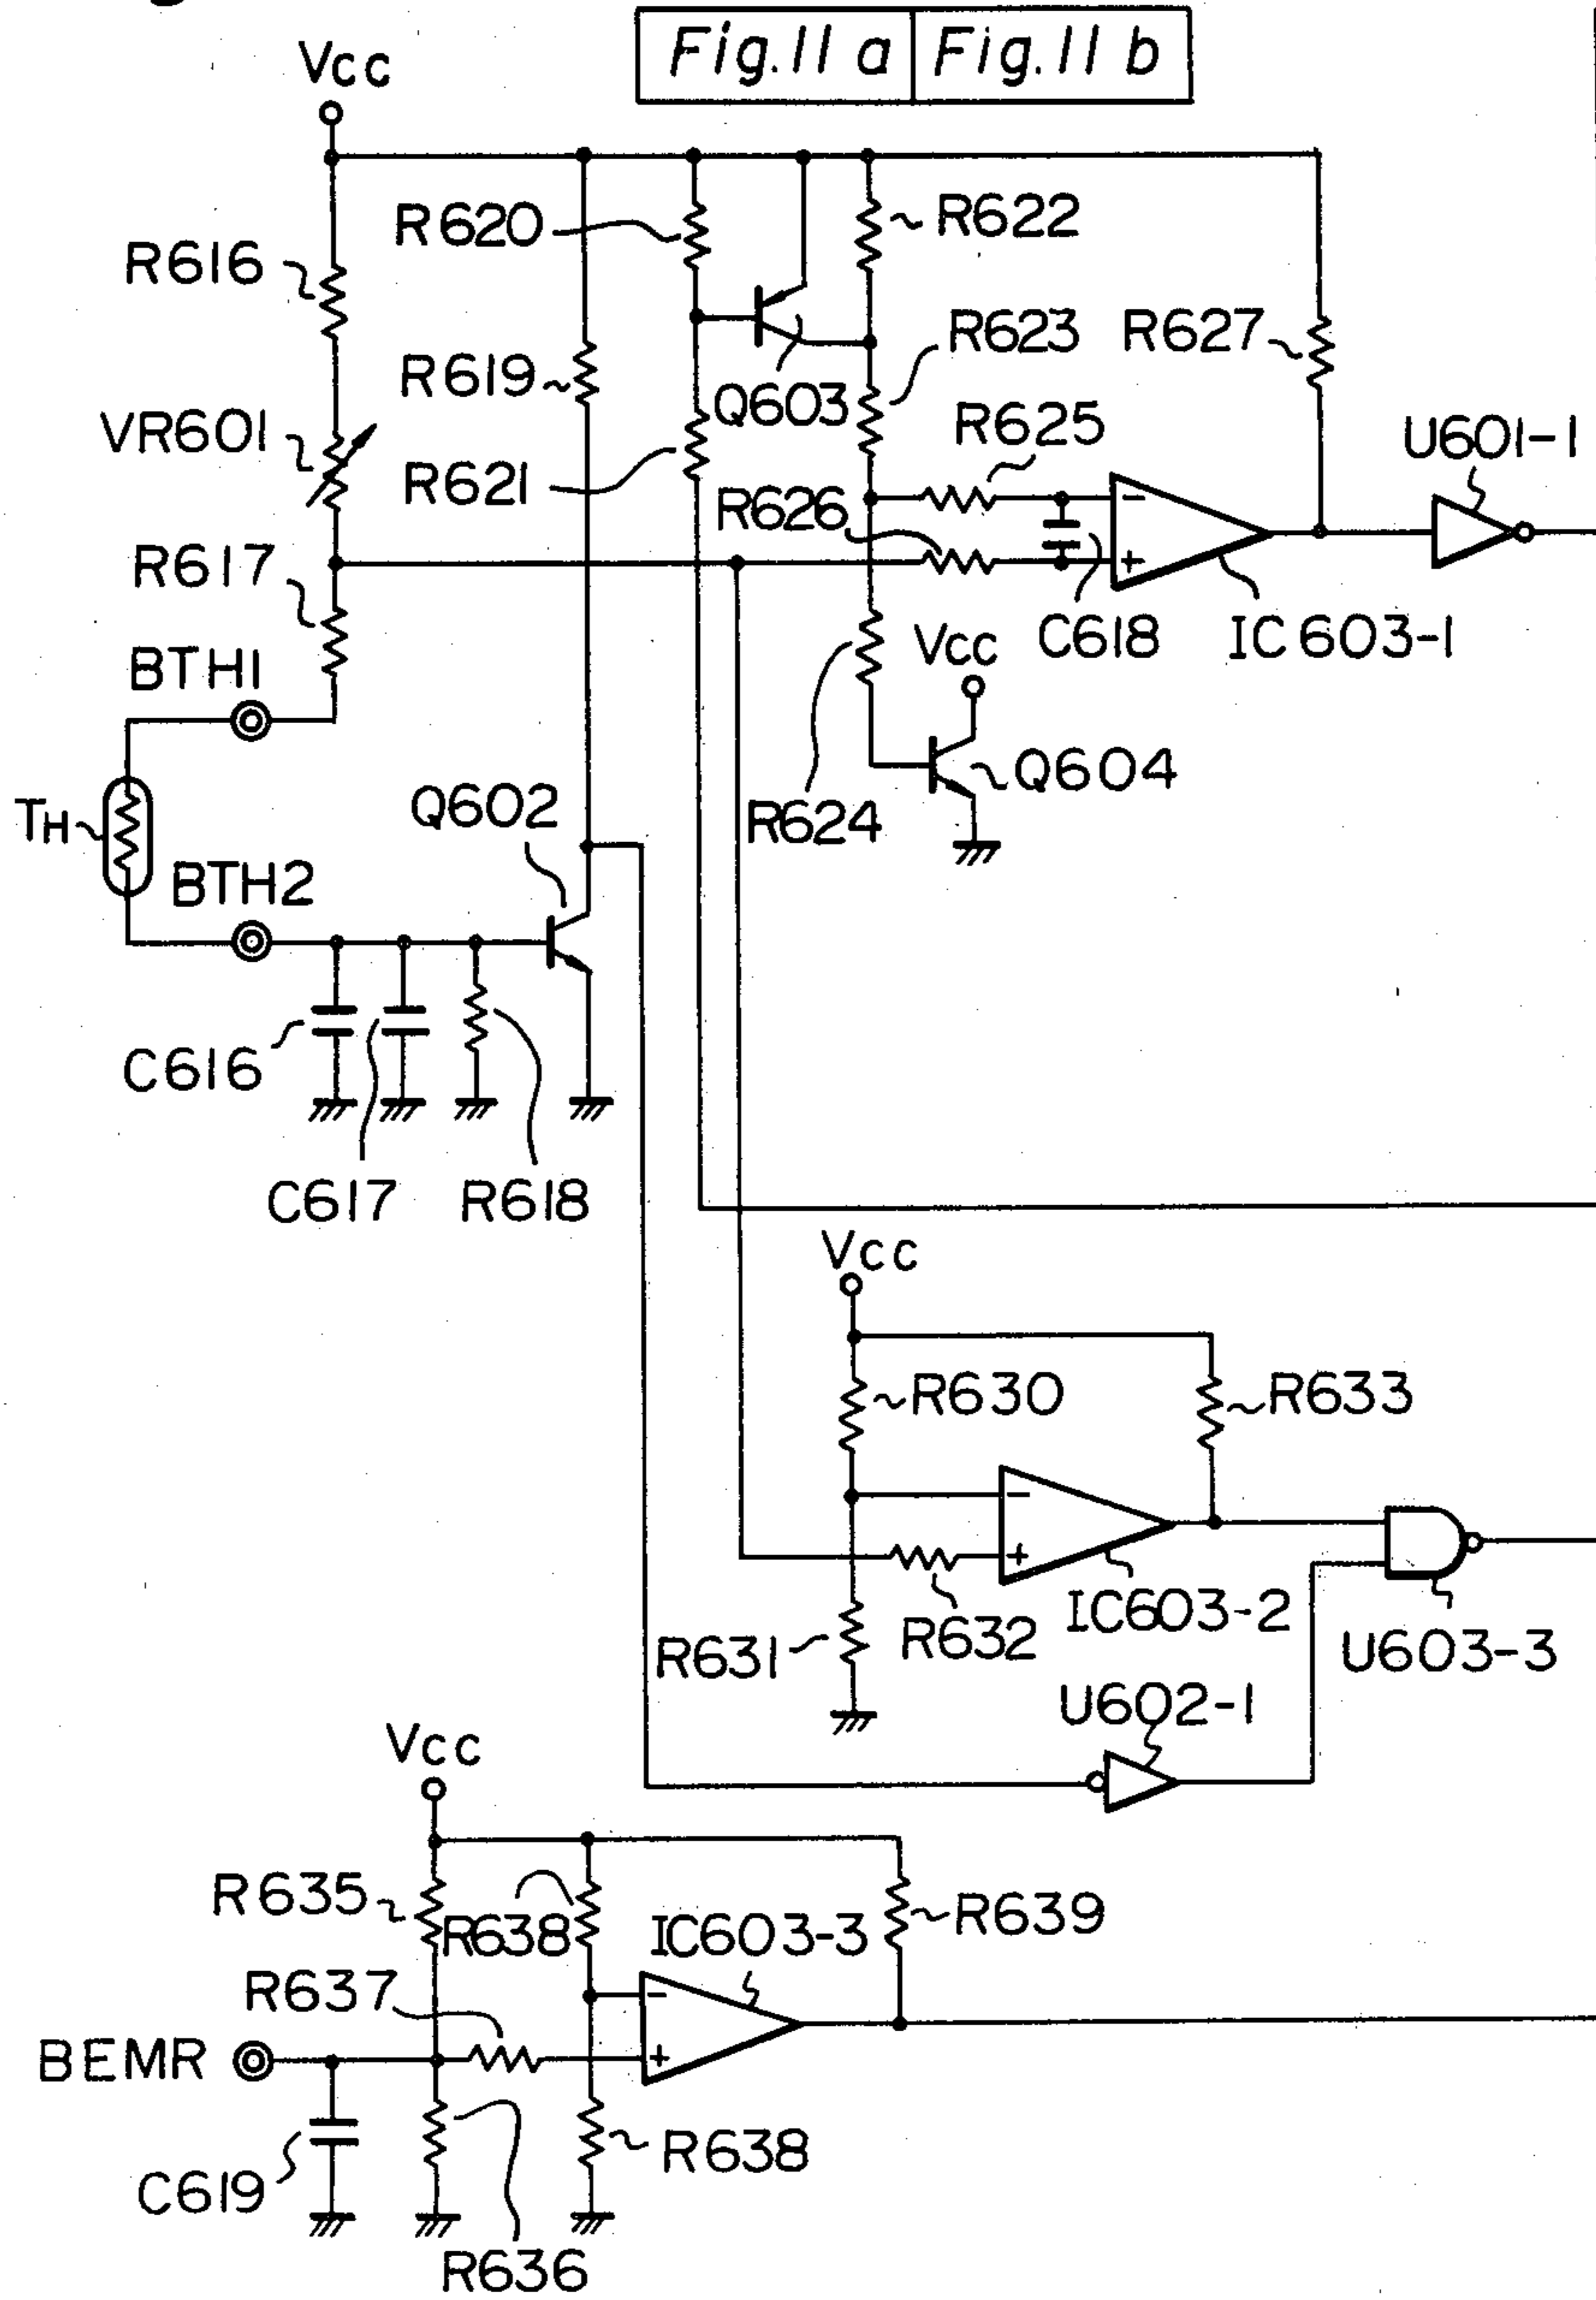 Fig.11 a Fig.11 b
Vcc
R620
R622
R616
R623
R627
R619
Q603
VR601
R625
U601-1
R621
R626
R617
C618
IC603-1
Vcc
BTH1
Q604
TH
Q602
R624
BTH2
C616
C617
R618
Vcc
R630
R633
-
+
-
+
IC603-2
R632
R631
U603-3
U602-1
Vcc
R635
R638
IC603-3
R639
R637
-
+
BEMR
R638
C619
R636